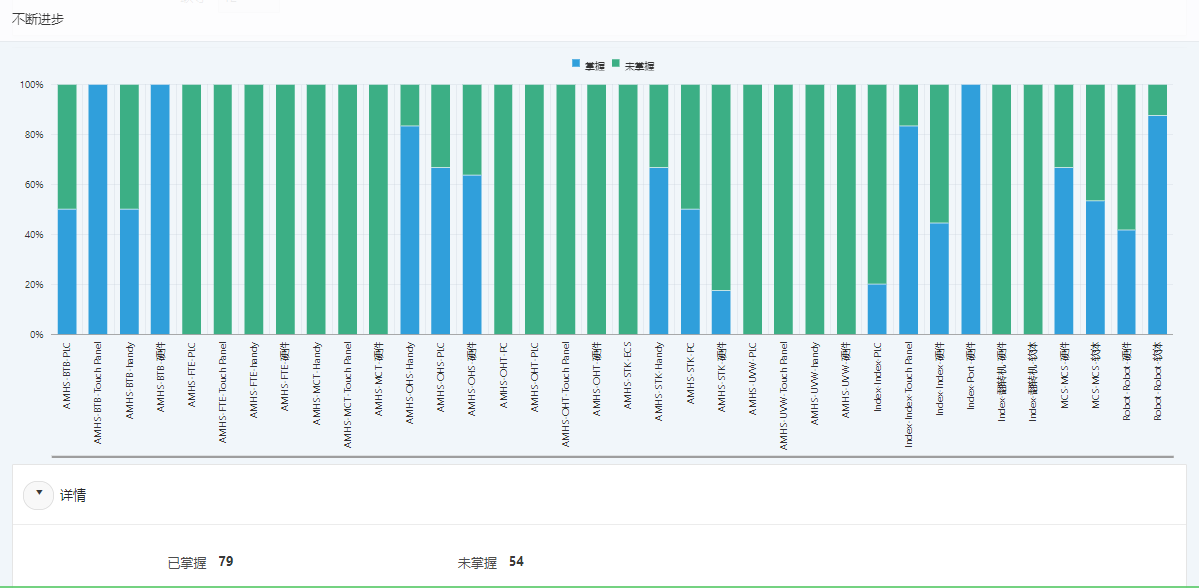 不断进步
掌握 未掌握
100%
80%
60%
40%
20%
0%
AMHS-BTB-PLC
AMHS-BTB-Touch Panel
AMHS-BTB-handy
AMHS-BTB-硬件
AMHS-FTE-PLC
AMHS-FTE-Touch Panel
AMHS-FTE-handy
AMHS-FTE-硬件
AMHS-MCT-Handy
AMHS-MCT-Touch Panel
AMHS-MCT-硬件
AMHS-OHS-Handy
AMHS-OHS-PLC
AMHS-OHS-硬件
AMHS-OHT-PC
AMHS-OHT-PLC
AMHS-OHT-Touch Panel
AMHS-OHT-硬件
AMHS-STK-ECS
AMHS-STK-Handy
AMHS-STK-PC
AMHS-STK-硬件
AMHS-UVW-PLC
AMHS-UVW-Touch Panel
AMHS-UVW-handy
AMHS-UVW-硬件
Index-Index-PLC
Index-Index-Touch Panel
Index-Index-硬件
Index-Port-硬件
Index-翻转机-硬件
Index-翻转机-软体
MCS-MCS-硬件
MCS-MCS-软体
Robot-Robot-硬件
Robot-Robot-软体
详情
已掌握 79 未掌握 54